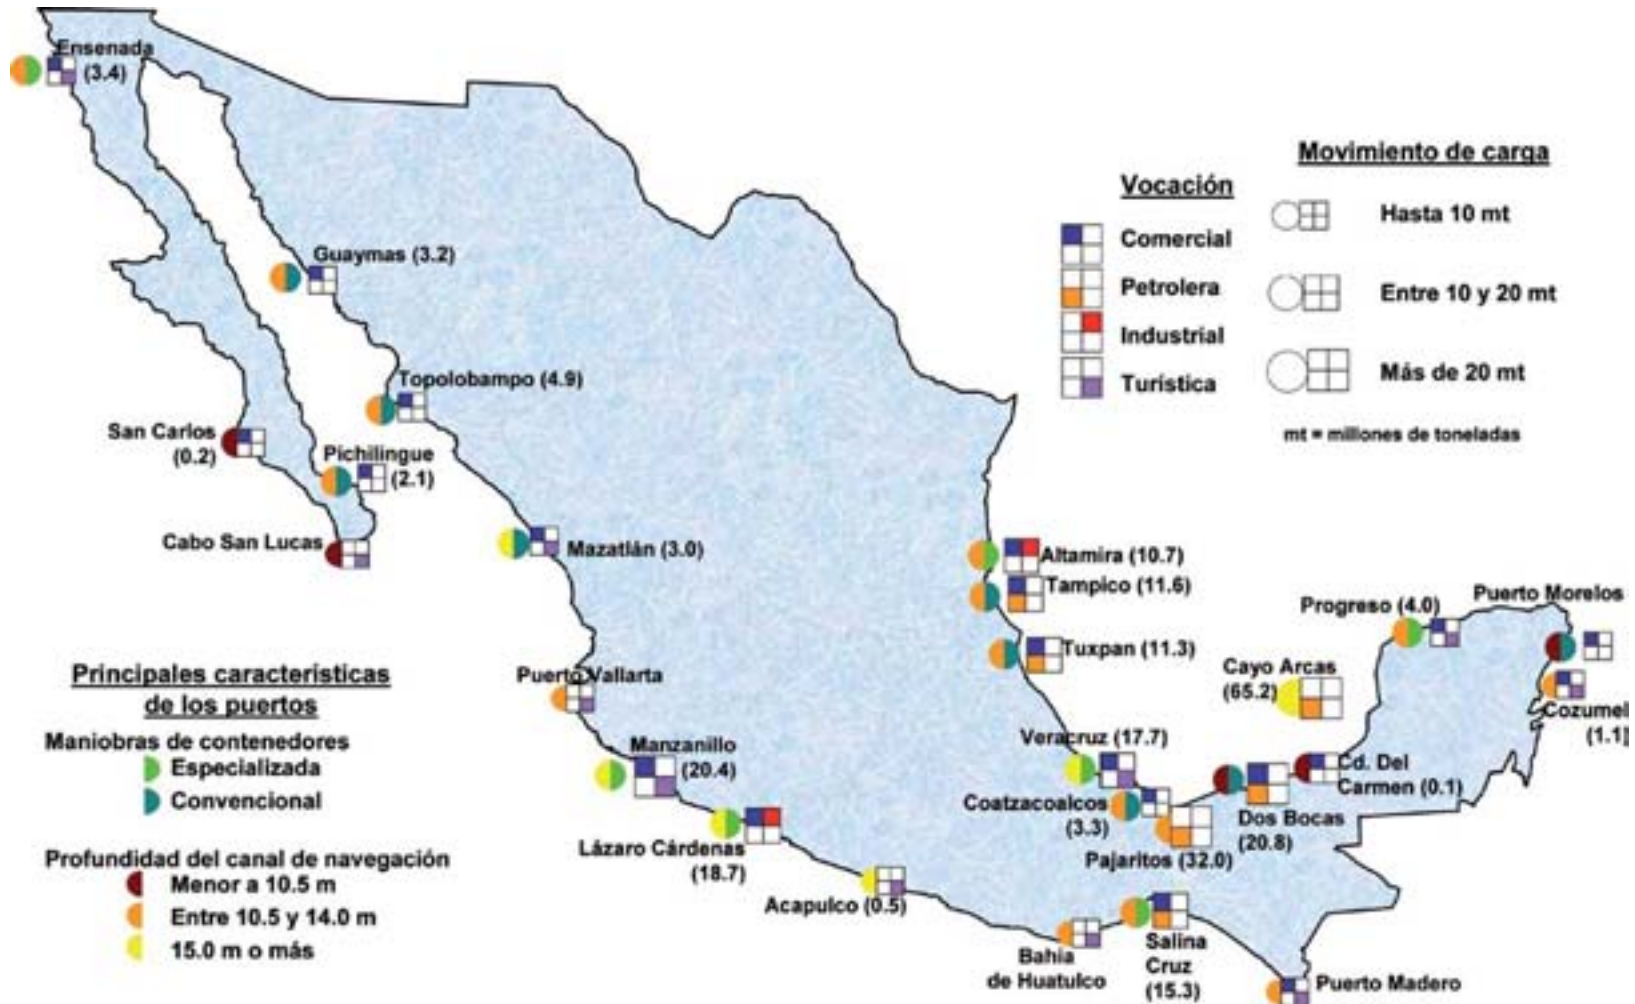 Ensenada
(3.4)
Guaymas (3.2)
Topolobampo (4.9)
San Carlos
(0.2)
Pichilingue
(2.1)
Cabo San Lucas
Mazatlán (3.0)
Puerto Vallarta
Manzanillo
(20.4)
Lázaro Cárdenas
(18.7)
Acapulco (0.5)
Bahía
de Huatulco
Salina
Cruz
(15.3)
Puerto Madero
Altamira (10.7)
Tampico (11.6)
Tuxpan (11.3)
Veracruz (17.7)
Coatzacoalcos
(3.3)
Pajaritos (32.0)
Dos Bocas
(20.8)
Cd. Del
Carmen (0.1)
Cayo Arcas
(65.2)
Progreso (4.0)
Puerto Morelos
Cozumel
(1.1)
Vocación
Comercial
Petrolera
Industrial
Turística
Movimiento de carga
Hasta 10 mt
Entre 10 y 20 mt
Más de 20 mt
mt = millones de toneladas
Principales características
de los puertos
Maniobras de contenedores
Especializada
Convencional
Profundidad del canal de navegación
Menor a 10.5 m
Entre 10.5 y 14.0 m
15.0 m o más